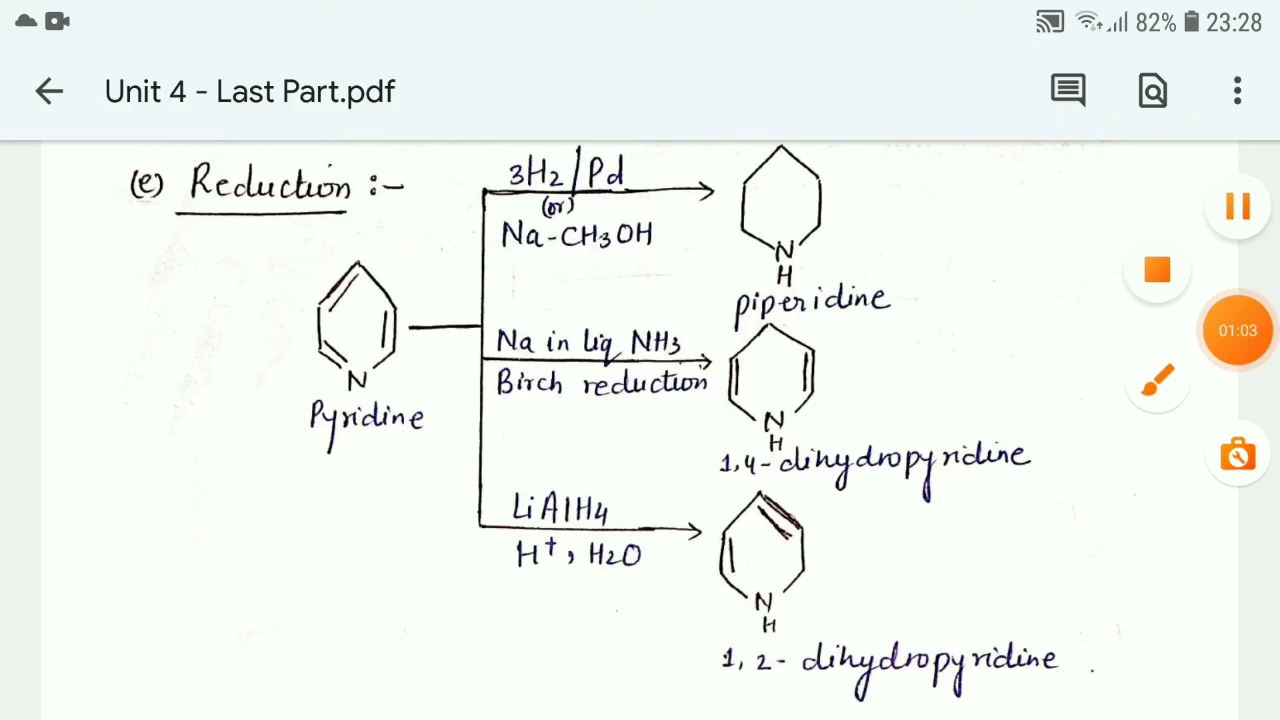 82% 23:28
Unit 4 - Last Part.pdf
(e) Reduction :-
3H2/Pd
(or)
Na-CH3OH
N
H
piperidine
N
Pyridine
Na in liq NH3
Birch reduction
N
H
1,4-dihydropyridine
LiAlH4
H+, H2O
N
H
1, 2- dihydropyridine
01:03